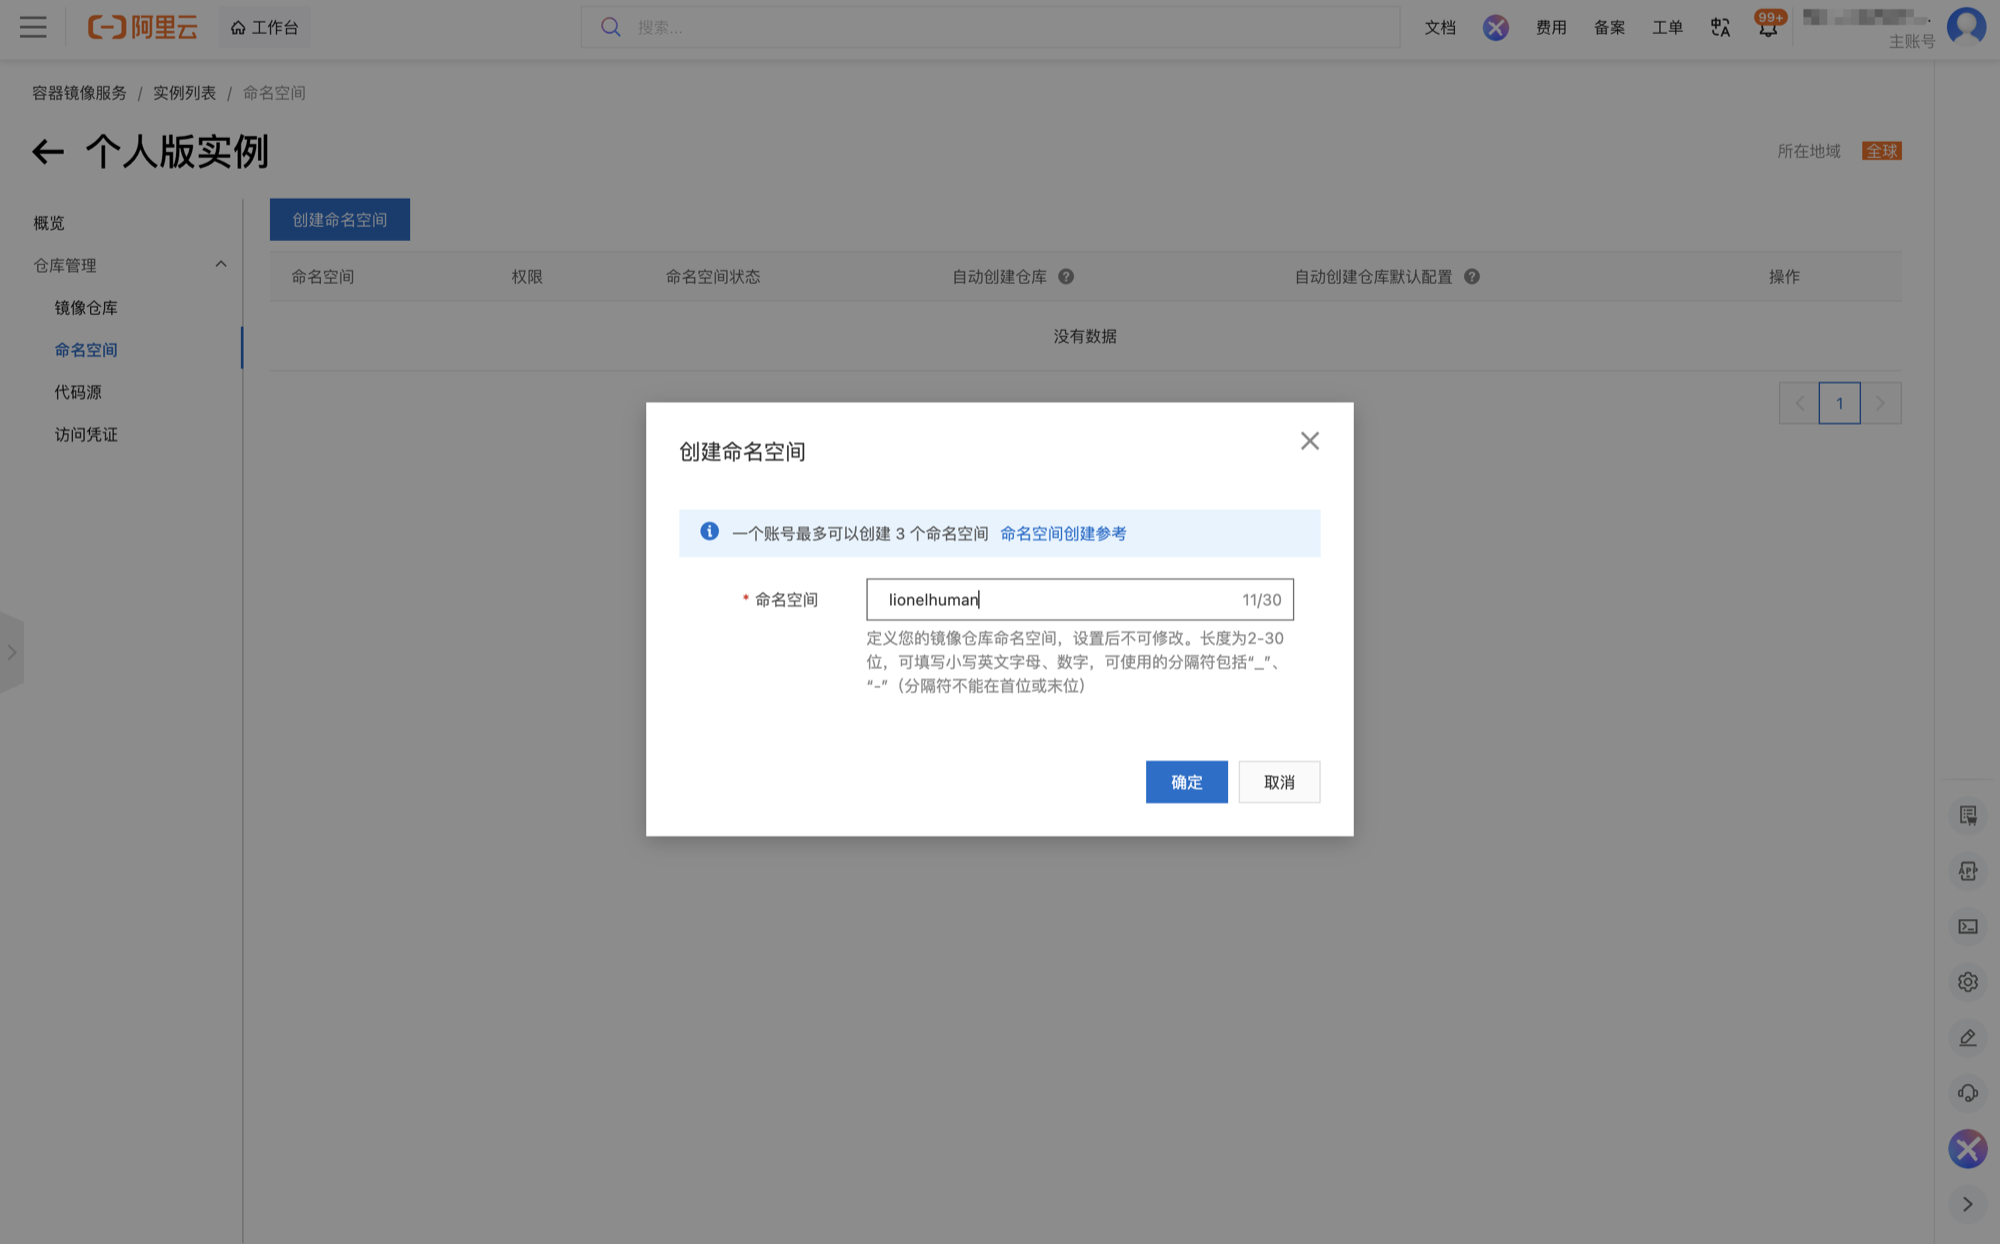 阿里云
工作台
搜索...
文档
费用
备案
工单
99+
主账号
容器镜像服务 / 实例列表 / 命名空间
个人版实例
所在地域 全球
概览
仓库管理
镜像仓库
命名空间
代码源
访问凭证
创建命名空间
命名空间 权限 命名空间状态 自动创建仓库 自动创建仓库默认配置 操作
没有数据
1
创建命名空间
一个账号最多可以创建 3 个命名空间 命名空间创建参考
* 命名空间
lionelhuman 11/30
定义您的镜像仓库命名空间，设置后不可修改。长度为2-30
位，可填写小写英文字母、数字，可使用的分隔符包括“_”、
“-”（分隔符不能在首位或末位）
确定 取消